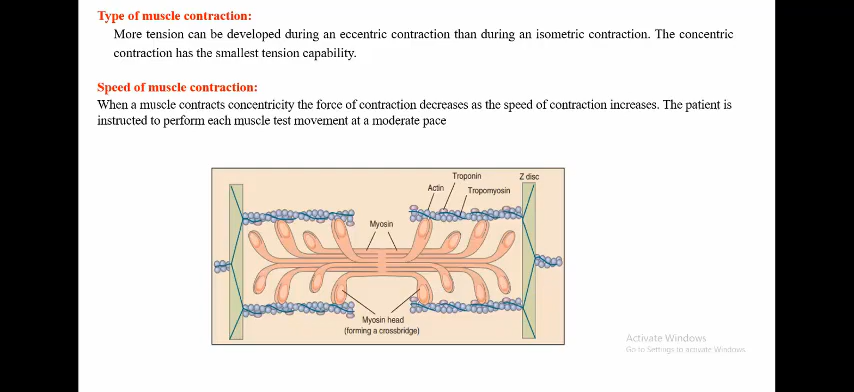 Type of muscle contraction:
More tension can be developed during an eccentric contraction than during an isometric contraction. The concentric
contraction has the smallest tension capability.
Speed of muscle contraction:
When a muscle contracts concentricity the force of contraction decreases as the speed of contraction increases. The patient is
instructed to perform each muscle test movement at a moderate pace
Troponin
Z disc
Actin
Tropomyosin
Myosin
Myosin head
(forming a crossbridge)
Activate Windows
Go to Settings to activate Windows.